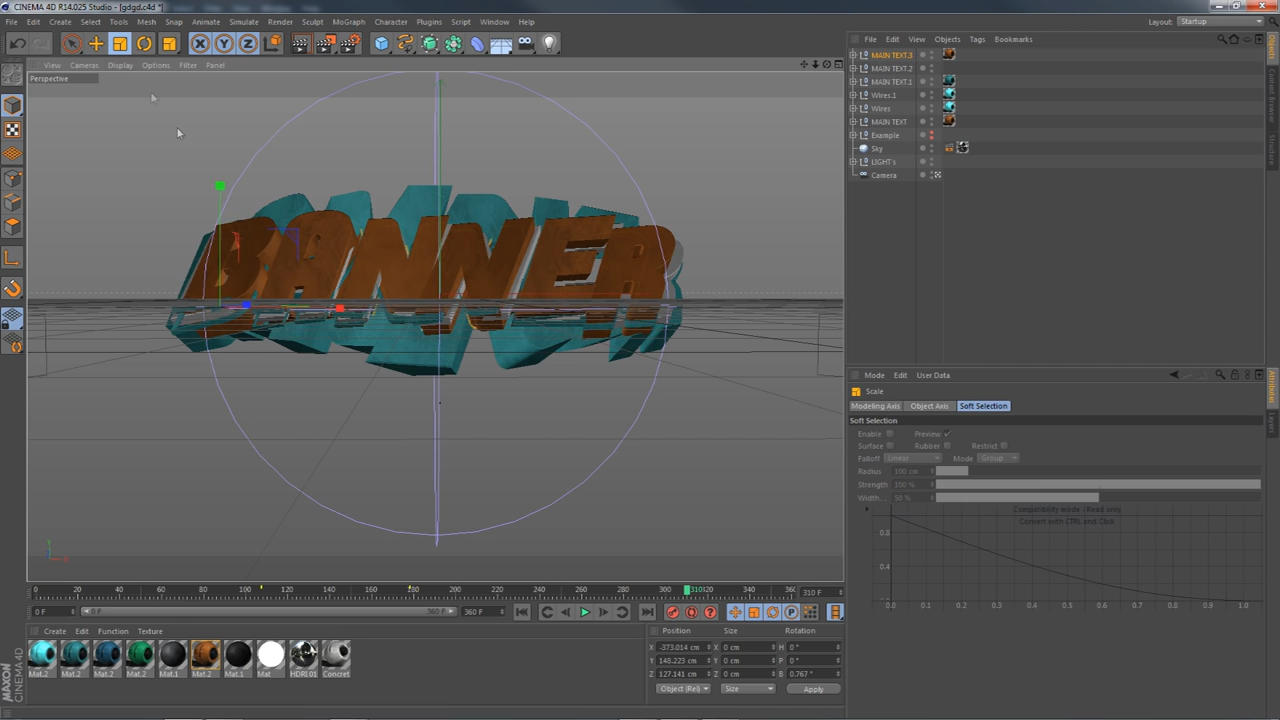 CINEMA 4D R14.025 Studio - [gdgd.c4d *]
File Edit Create Select Tools Mesh Snap Animate Simulate Render Sculpt MoGraph Character Plugins Script Window Help
Layout: Startup
File Edit View Objects Tags Bookmarks
View Cameras Display Options Filter Panel
Perspective
MAIN TEXT.3
MAIN TEXT.2
MAIN TEXT.1
Wires.1
Wires
MAIN TEXT
Example
Sky
LIGHT's
Camera
Objects
Content Browser
Structure
BANNER
Mode Edit User Data
Scale
Modeling Axis Object Axis Soft Selection
Soft Selection
Enable Preview
Surface Rubber Restrict
Falloff Linear Mode Group
Radius 100 cm
Strength 100 %
Width... 50 %
Compatibility mode (Read only)
Convert with CTRL and Click
0.8
0.4
0.0 0.1 0.2 0.3 0.4 0.5 0.6 0.7 0.8 0.9 1.0
Attributes
Layers
0 20 40 60 80 100 120 140 160 180 200 220 240 260 280 300 310 320 340 360
310 F
0 F 0 F 360 F 360 F
Create Edit Function Texture
Mat.2 Mat.2 Mat.2 Mat.2 Mat.1 Mat.2 Mat.1 Mat HDRI 01 Concret
Position Size Rotation
X -373.014 cm X 0 cm H 0 °
Y 148.223 cm Y 0 cm P 0 °
Z 127.141 cm Z 0 cm B 0.767 °
Object (Rel) Size Apply
MAXON
CINEMA 4D